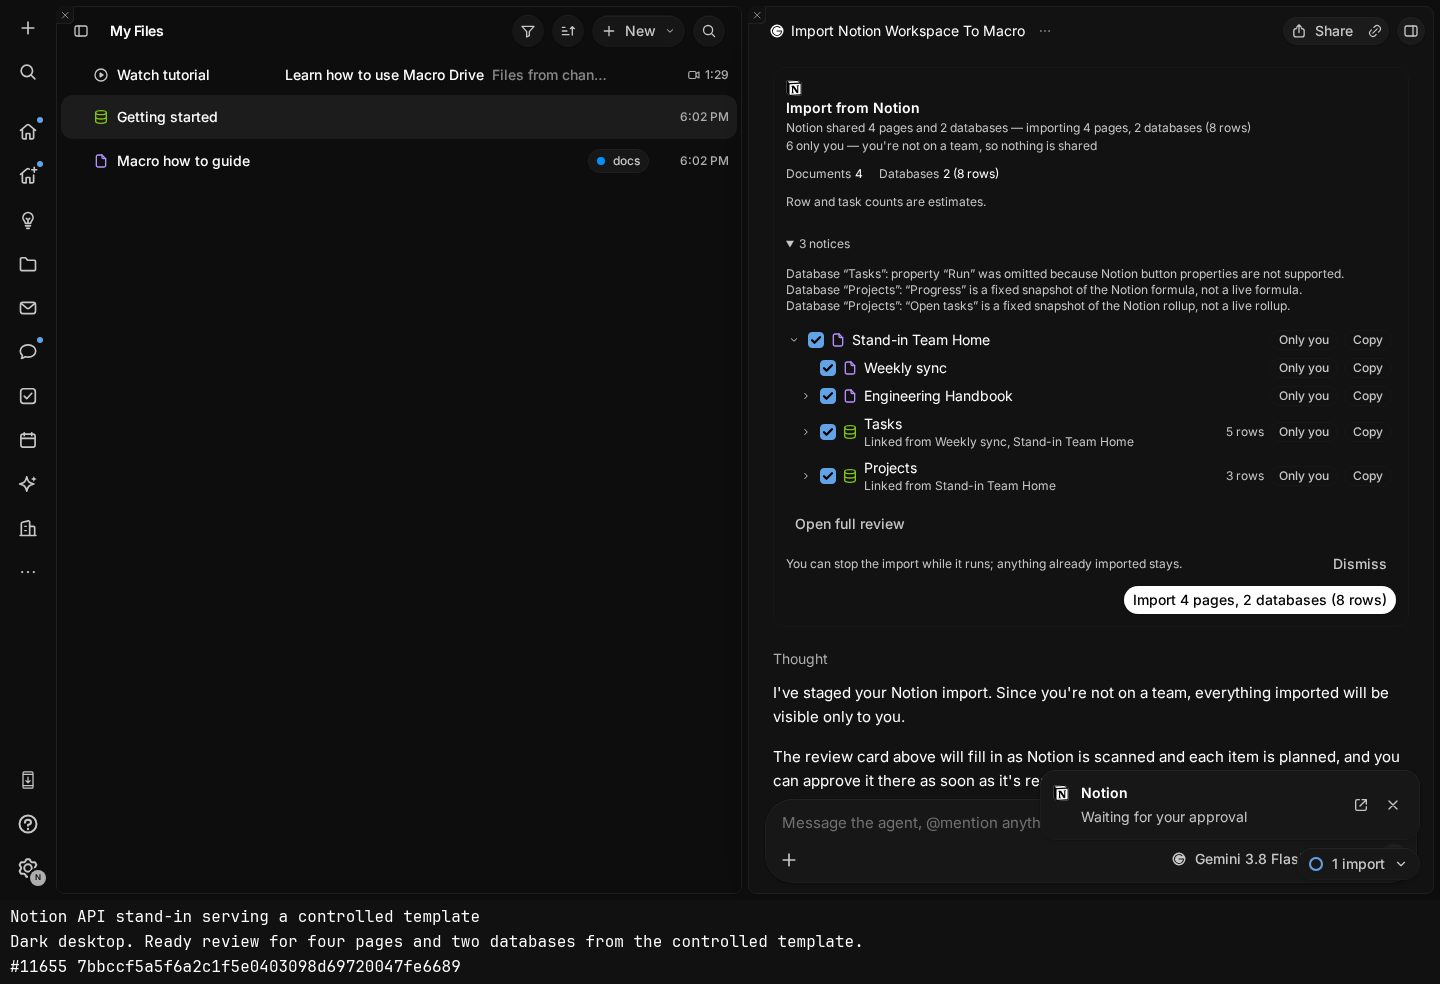 My Files
New
Watch tutorial
Learn how to use Macro Drive Files from chan...
1:29
Getting started
6:02 PM
Macro how to guide
docs
6:02 PM
N
Import Notion Workspace To Macro
Share
Import from Notion
Notion shared 4 pages and 2 databases — importing 4 pages, 2 databases (8 rows)
6 only you — you're not on a team, so nothing is shared
Documents 4 Databases 2 (8 rows)
Row and task counts are estimates.
3 notices
Database “Tasks”: property “Run” was omitted because Notion button properties are not supported.
Database “Projects”: “Progress” is a fixed snapshot of the Notion formula, not a live formula.
Database “Projects”: “Open tasks” is a fixed snapshot of the Notion rollup, not a live rollup.
Stand-in Team Home Only you Copy
Weekly sync Only you Copy
Engineering Handbook Only you Copy
Tasks
Linked from Weekly sync, Stand-in Team Home
5 rows Only you Copy
Projects
Linked from Stand-in Team Home
3 rows Only you Copy
Open full review
You can stop the import while it runs; anything already imported stays.
Dismiss
Import 4 pages, 2 databases (8 rows)
Thought
I've staged your Notion import. Since you're not on a team, everything imported will be
visible only to you.
The review card above will fill in as Notion is scanned and each item is planned, and you
can approve it there as soon as it's
Notion
Waiting for your approval
Message the agent, @mention
Gemini 3.8
1 import
Notion API stand-in serving a controlled template
Dark desktop. Ready review for four pages and two databases from the controlled template.
#11655 7bbccf5a5f6a2c1f5e0403098d69720047fe6689